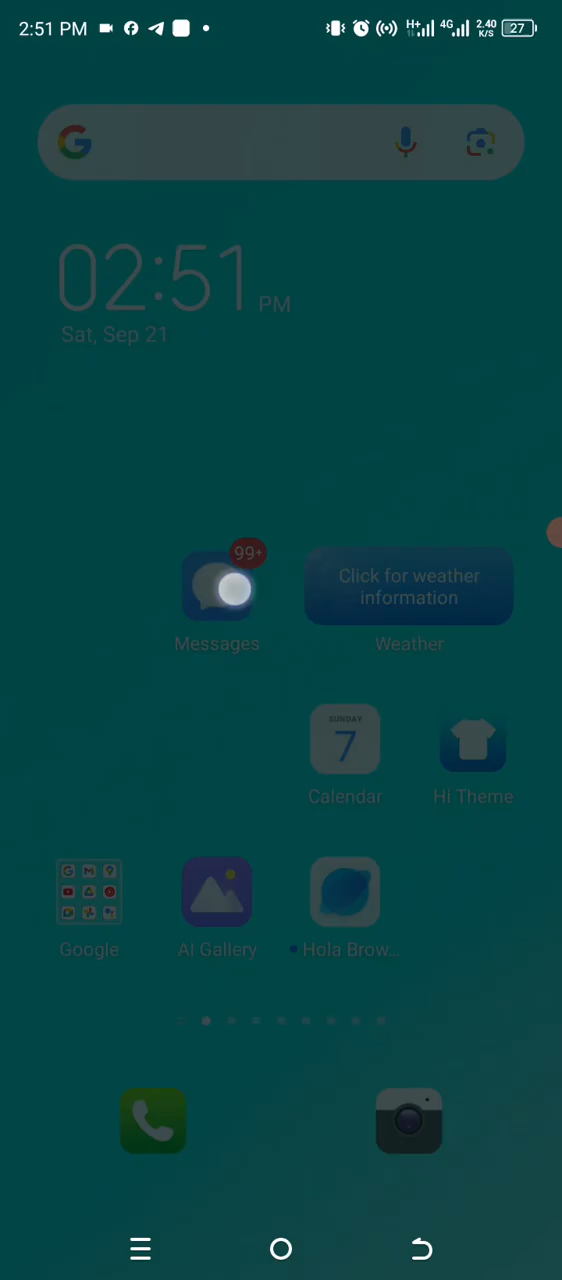 2:51 PM H+ 4G 2.40 K/S 27
02:51 PM
Sat, Sep 21
99+
Click for weather
information
Messages Weather
SUNDAY
7
Calendar Hi Theme
Google AI Gallery Hola Brow...